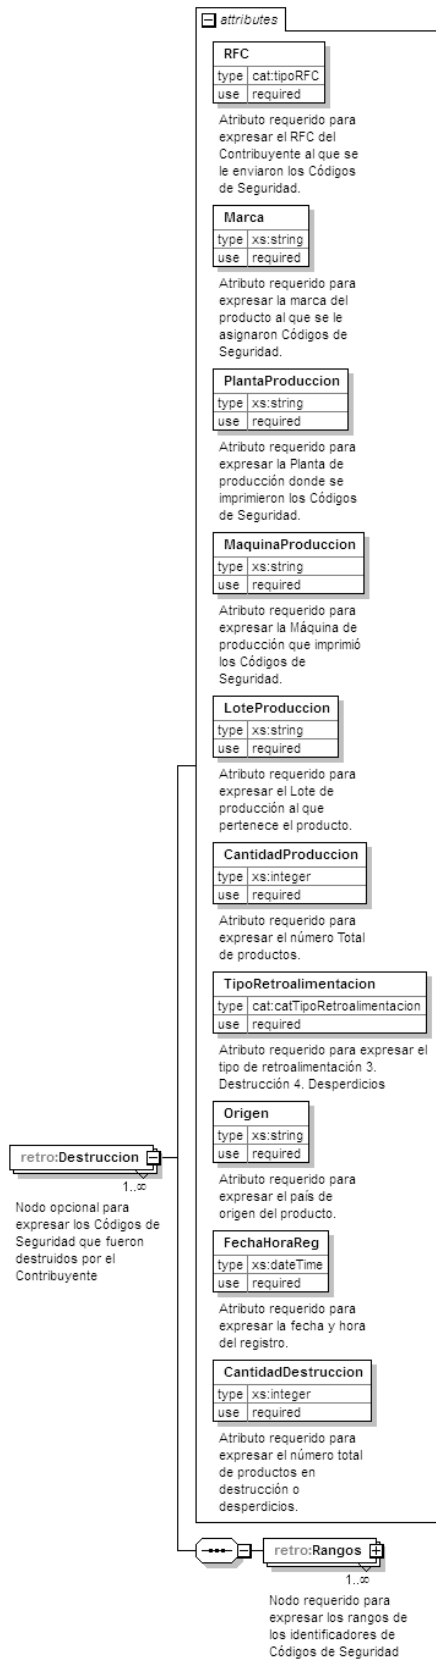 attributes
RFC
type cat:tipoRFC
use required
Atributo requerido para
expresar el RFC del
Contribuyente al que se
le enviaron los Códigos
de Seguridad.
Marca
type xs:string
use required
Atributo requerido para
expresar la marca del
producto al que se le
asignaron Códigos de
Seguridad.
PlantaProduccion
type xs:string
use required
Atributo requerido para
expresar la Planta de
producción donde se
imprimieron los Códigos
de Seguridad.
MaquinaProduccion
type xs:string
use required
Atributo requerido para
expresar la Máquina de
producción que imprimió
los Códigos de
Seguridad.
LoteProduccion
type xs:string
use required
Atributo requerido para
expresar el Lote de
producción al que
pertenece el producto.
CantidadProduccion
type xs:integer
use required
Atributo requerido para
expresar el número Total
de productos.
TipoRetroalimentacion
type cat:catTipoRetroalimentacion
use required
Atributo requerido para expresar el
tipo de retroalimentación 3.
Destrucción 4. Desperdicios
Origen
type xs:string
use required
Atributo requerido para
expresar el país de
origen del producto.
FechaHoraReg
type xs:dateTime
use required
Atributo requerido para
expresar la fecha y hora
del registro.
CantidadDestruccion
type xs:integer
use required
Atributo requerido para
expresar el número total
de productos en
destrucción o
desperdicios.
retro:Destruccion
1..∞
Nodo opcional para
expresar los Códigos de
Seguridad que fueron
destruidos por el
Contribuyente
retro:Rangos
1..∞
Nodo requerido para
expresar los rangos de
los identificadores de
Códigos de Seguridad